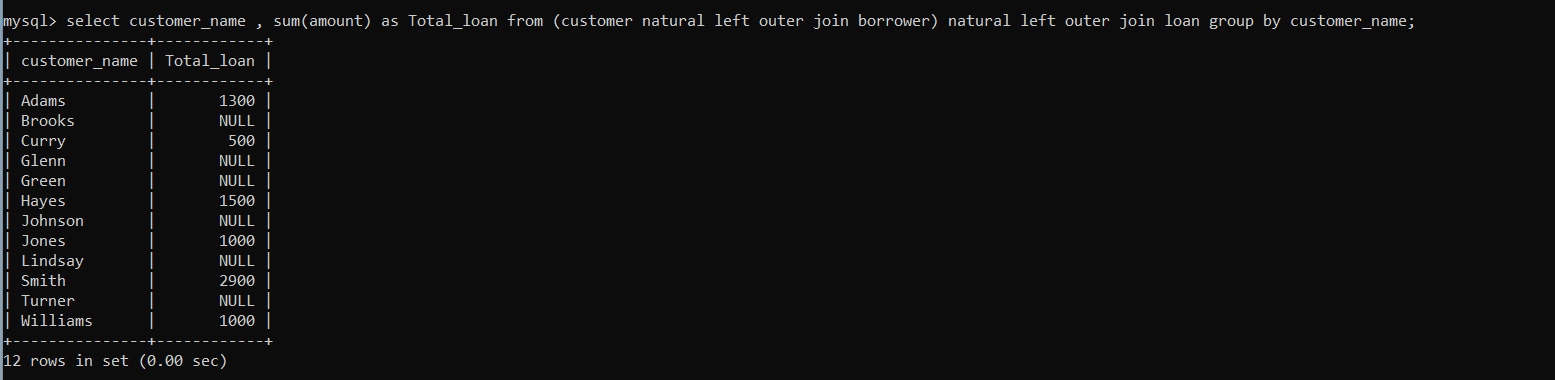 mysql> select customer_name , sum(amount) as Total_loan from (customer natural left outer join borrower) natural left outer join loan group by customer_name;
+---------------+------------+
| customer_name | Total_loan |
+---------------+------------+
| Adams         |       1300 |
| Brooks        |       NULL |
| Curry         |        500 |
| Glenn         |       NULL |
| Green         |       NULL |
| Hayes         |       1500 |
| Johnson       |       NULL |
| Jones         |       1000 |
| Lindsay       |       NULL |
| Smith         |       2900 |
| Turner        |       NULL |
| Williams      |       1000 |
+---------------+------------+
12 rows in set (0.00 sec)